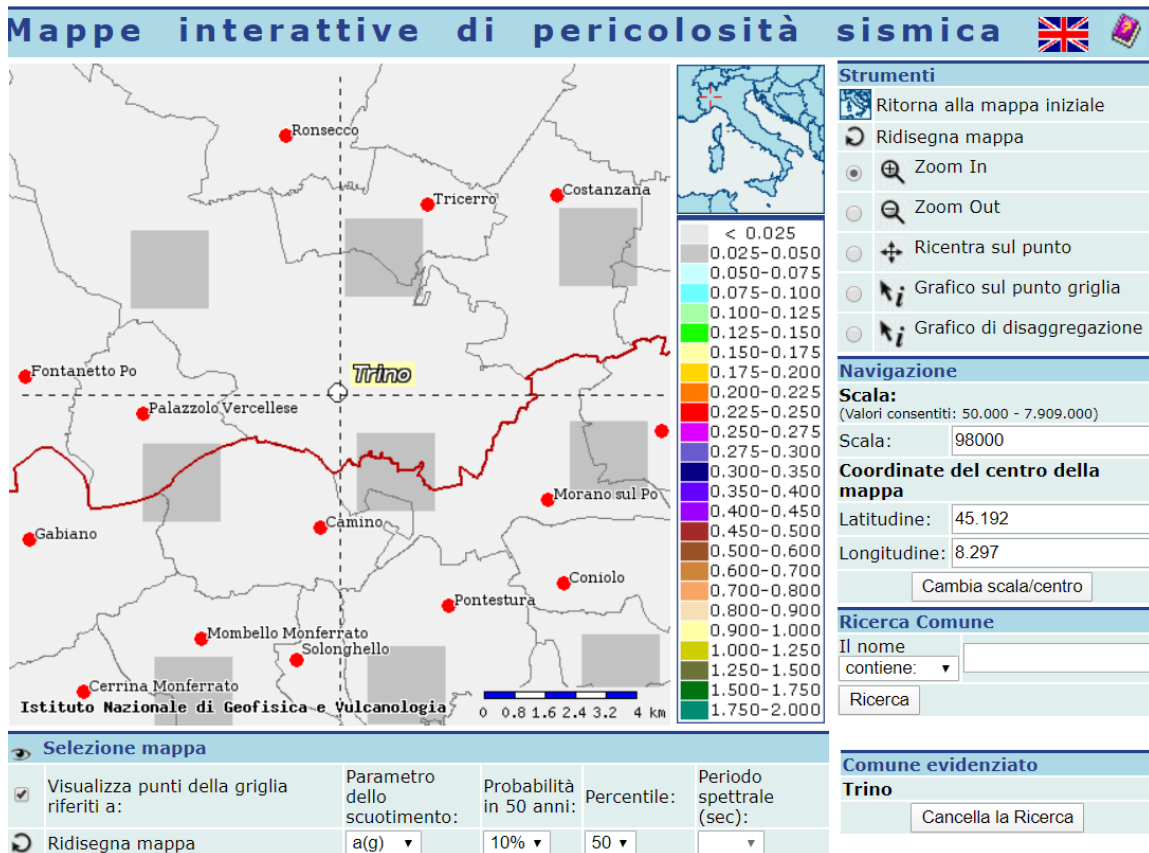 Mappe interattive di pericolosità sismica
Ronsecco
Tricerro
Costanzana
Trino
Fontanetto Po
Palazzolo Vercellese
Morano sul Po
Gabiano
Camino
Coniolo
Pontestura
Mombello Monferrato
Solonghello
Cerrina Monferrato
Istituto Nazionale di Geofisica e Vulcanologia
0 0.8 1.6 2.4 3.2 4 km
< 0.025
0.025-0.050
0.050-0.075
0.075-0.100
0.100-0.125
0.125-0.150
0.150-0.175
0.175-0.200
0.200-0.225
0.225-0.250
0.250-0.275
0.275-0.300
0.300-0.350
0.350-0.400
0.400-0.450
0.450-0.500
0.500-0.600
0.600-0.700
0.700-0.800
0.800-0.900
0.900-1.000
1.000-1.250
1.250-1.500
1.500-1.750
1.750-2.000
Strumenti
Ritorna alla mappa iniziale
Ridisegna mappa
Zoom In
Zoom Out
Ricentra sul punto
i Grafico sul punto griglia
i Grafico di disaggregazione
Navigazione
Scala:
(Valori consentiti: 50.000 - 7.909.000)
Scala: 98000
Coordinate del centro della
mappa
Latitudine: 45.192
Longitudine: 8.297
Cambia scala/centro
Ricerca Comune
Il nome
contiene:
Ricerca
Comune evidenziato
Trino
Cancella la Ricerca
Selezione mappa
Visualizza punti della griglia
riferiti a:
Parametro
dello
scuotimento:
Probabilità
in 50 anni:
Percentile:
Periodo
spettrale
(sec):
Ridisegna mappa
a(g) 10% 50